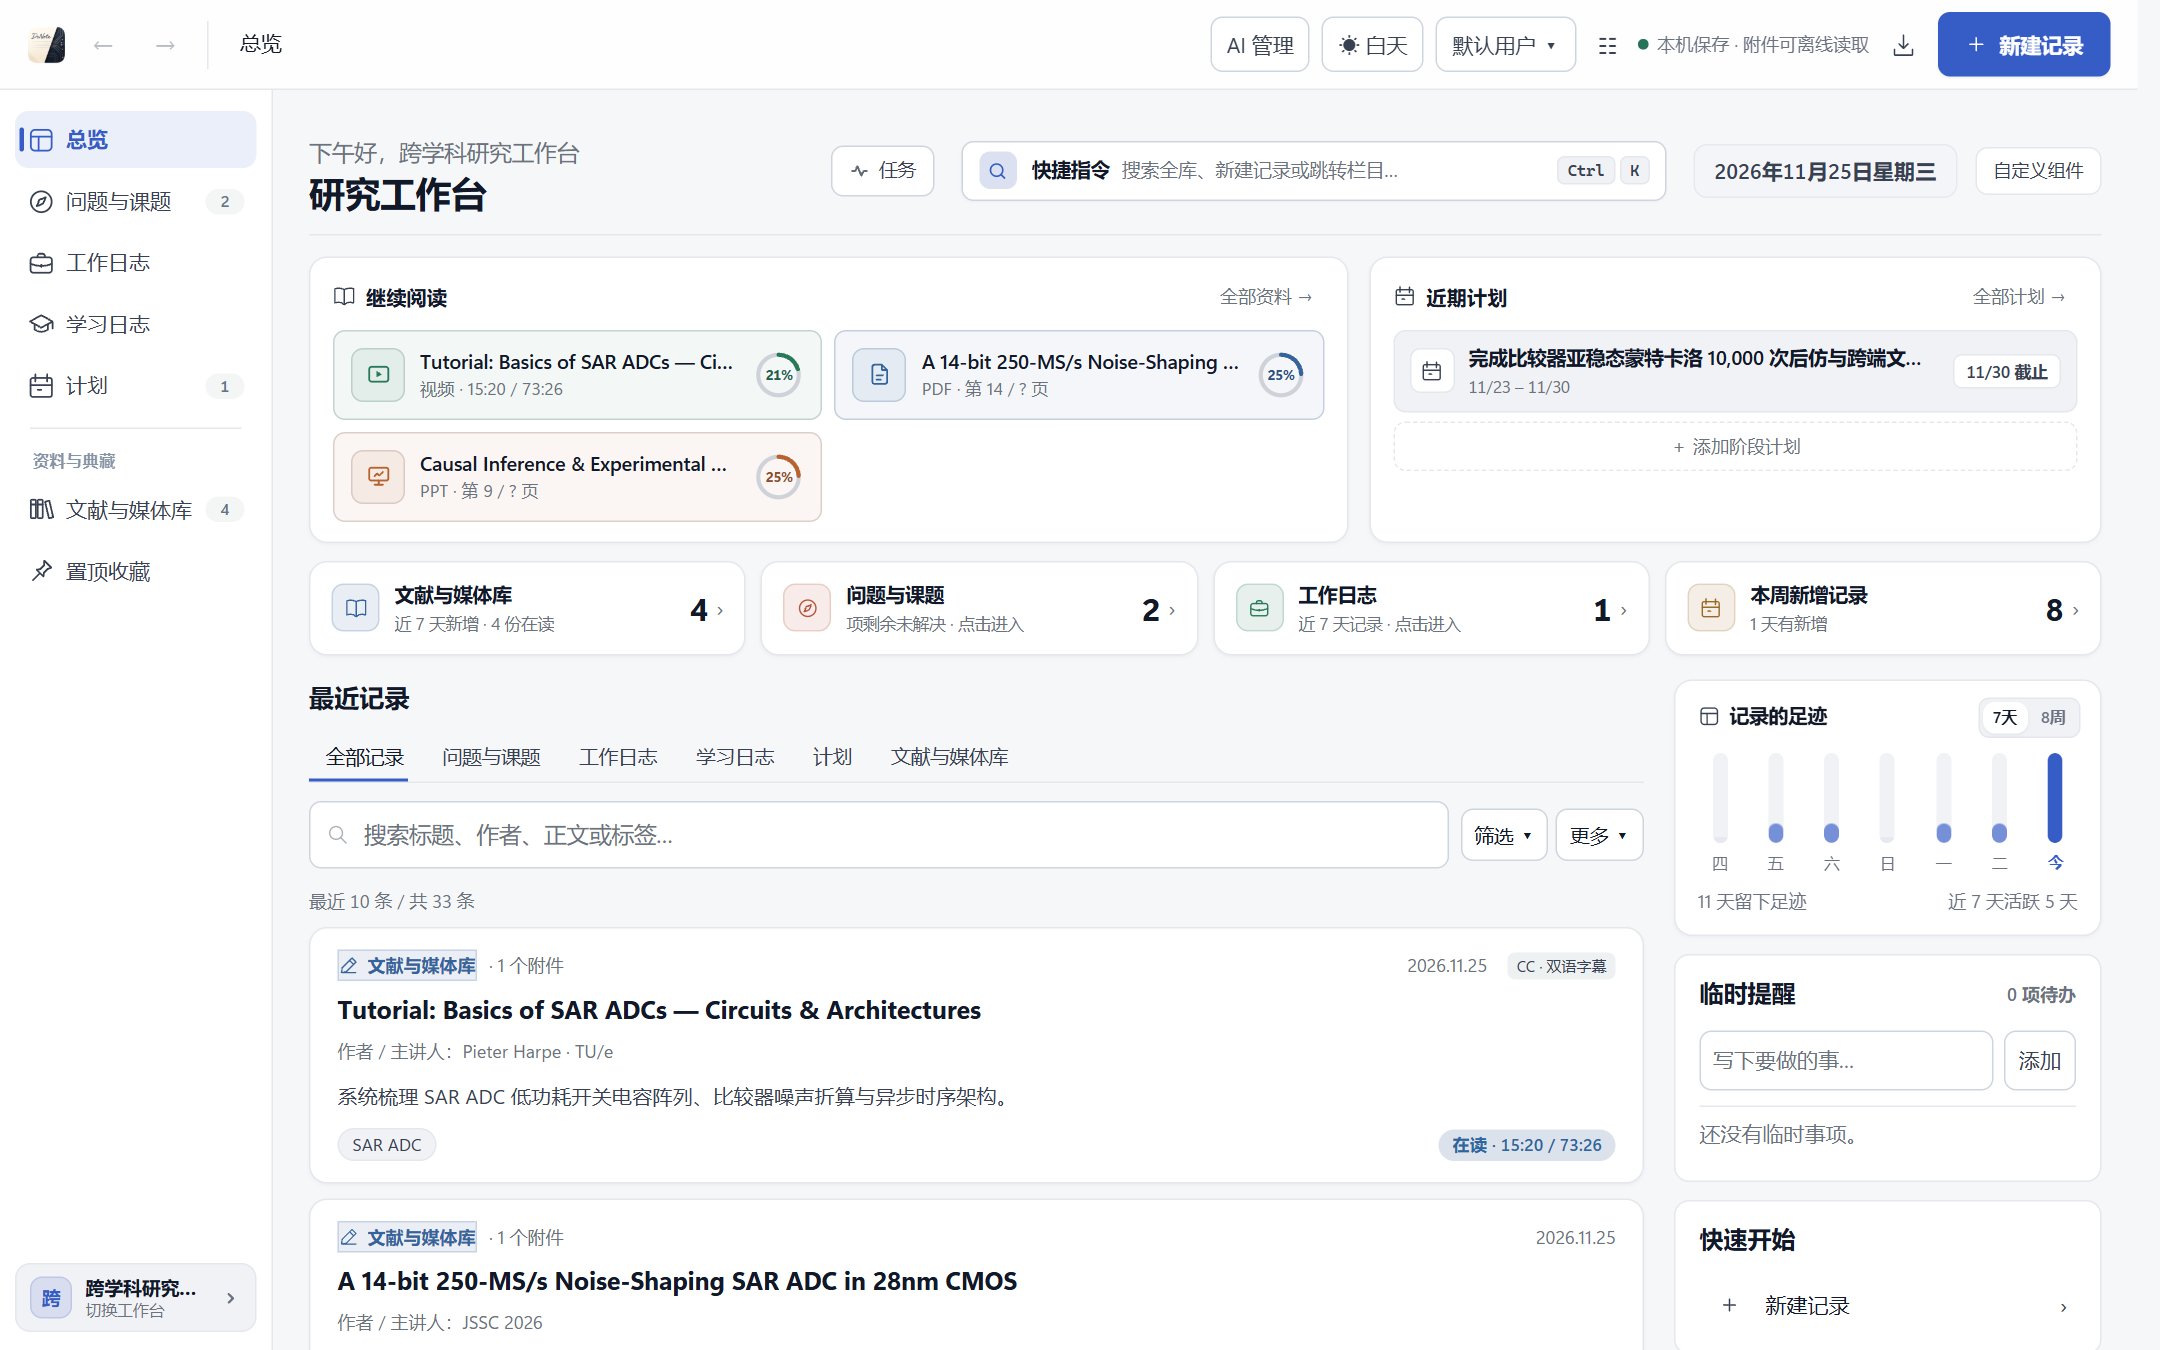 DuNote
总览
AI 管理
白天
默认用户 ▼
本机保存 · 附件可离线读取
+ 新建记录
总览
问题与课题 2
工作日志
学习日志
计划 1
资料与典藏
文献与媒体库 4
置顶收藏
跨 跨学科研究...
切换工作台
下午好，跨学科研究工作台
研究工作台
任务
快捷指令 搜索全库、新建记录或跳转栏目... Ctrl K
2026年11月25日星期三
自定义组件
继续阅读 全部资料 →
Tutorial: Basics of SAR ADCs — Ci...
视频 · 15:20 / 73:26
21%
A 14-bit 250-MS/s Noise-Shaping ...
PDF · 第 14 / ? 页
25%
Causal Inference & Experimental ...
PPT · 第 9 / ? 页
25%
近期计划 全部计划 →
完成比较器亚稳态蒙特卡洛 10,000 次后仿与跨端文...
11/23 – 11/30
11/30 截止
+ 添加阶段计划
文献与媒体库
近 7 天新增 · 4 份在读
4 ›
问题与课题
项剩余未解决 · 点击进入
2 ›
工作日志
近 7 天记录 · 点击进入
1 ›
本周新增记录
1 天有新增
8 ›
最近记录
全部记录 问题与课题 工作日志 学习日志 计划 文献与媒体库
搜索标题、作者、正文或标签...
筛选 ▼
更多 ▼
最近 10 条 / 共 33 条
文献与媒体库 · 1 个附件 2026.11.25 CC · 双语字幕
Tutorial: Basics of SAR ADCs — Circuits & Architectures
作者 / 主讲人：Pieter Harpe · TU/e
系统梳理 SAR ADC 低功耗开关电容阵列、比较器噪声折算与异步时序架构。
SAR ADC 在读 · 15:20 / 73:26
文献与媒体库 · 1 个附件 2026.11.25
A 14-bit 250-MS/s Noise-Shaping SAR ADC in 28nm CMOS
作者 / 主讲人：JSSC 2026
记录的足迹 7天 8周
四 五 六 日 一 二 今
11 天留下足迹 近 7 天活跃 5 天
临时提醒 0 项待办
写下要做的事... 添加
还没有临时事项。
快速开始
+ 新建记录 ›